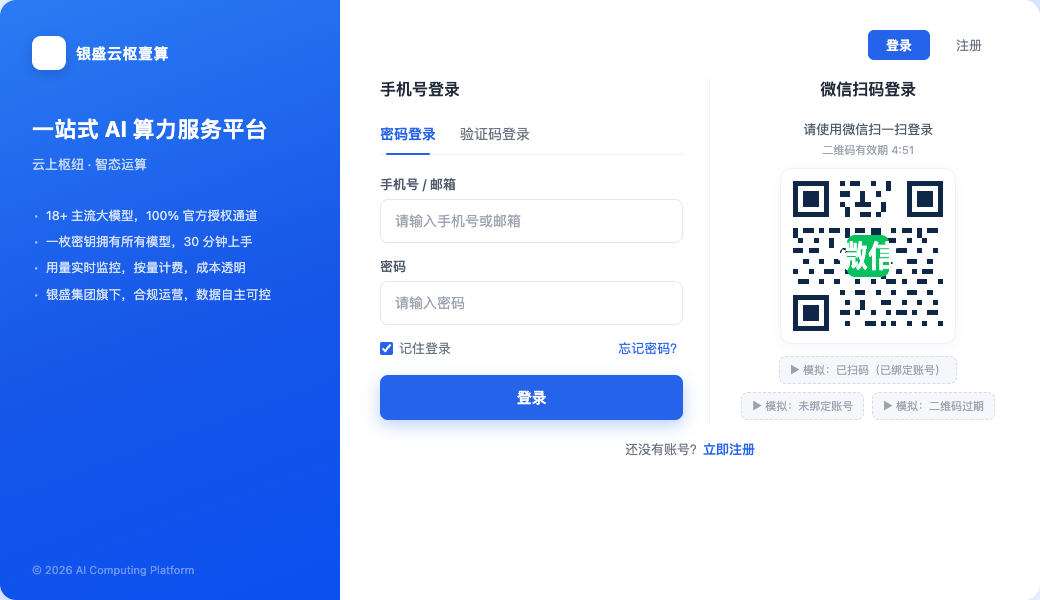 银盛云枢壹算
一站式 AI 算力服务平台
云上枢纽 · 智态运算
· 18+ 主流大模型，100% 官方授权通道
· 一枚密钥拥有所有模型，30 分钟上手
· 用量实时监控，按量计费，成本透明
· 银盛集团旗下，合规运营，数据自主可控
© 2026 AI Computing Platform
登录 注册
手机号登录
密码登录 验证码登录
手机号 / 邮箱
请输入手机号或邮箱
密码
请输入密码
记住登录 忘记密码?
登录
微信扫码登录
请使用微信扫一扫登录
二维码有效期 4:51
微信
▶ 模拟：已扫码（已绑定账号）
▶ 模拟：未绑定账号 ▶ 模拟：二维码过期
还没有账号? 立即注册